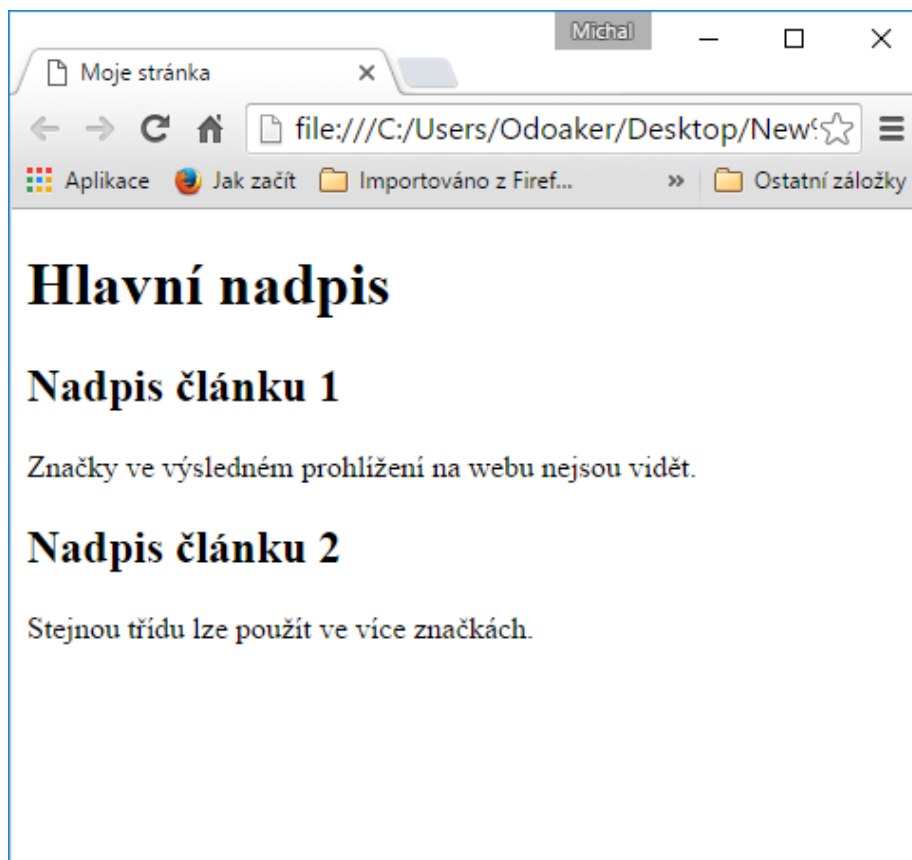 Michal
Moje stránka
file:///C:/Users/Odoaker/Desktop/New
Aplikace Jak začít Importováno z Firef... » Ostatní záložky
Hlavní nadpis
Nadpis článku 1
Značky ve výsledném prohlížení na webu nejsou vidět.
Nadpis článku 2
Stejnou třídu lze použít ve více značkách.